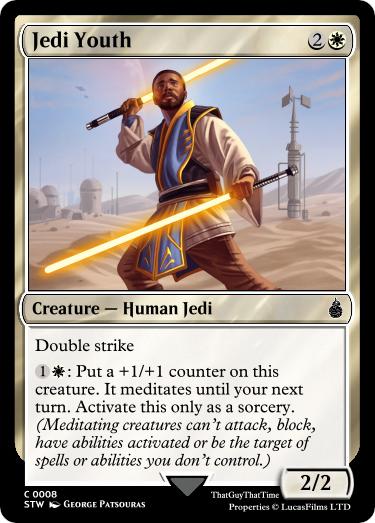 Jedi Youth 2
Creature — Human Jedi
Double strike
1: Put a +1/+1 counter on this
creature. It meditates until your next
turn. Activate this only as a sorcery.
(Meditating creatures can't attack, block,
have abilities activated or be the target of
spells or abilities you don't control.)
2/2
C 0008
STW George Patsouras
ThatGuyThatTime
Properties © LucasFilms LTD